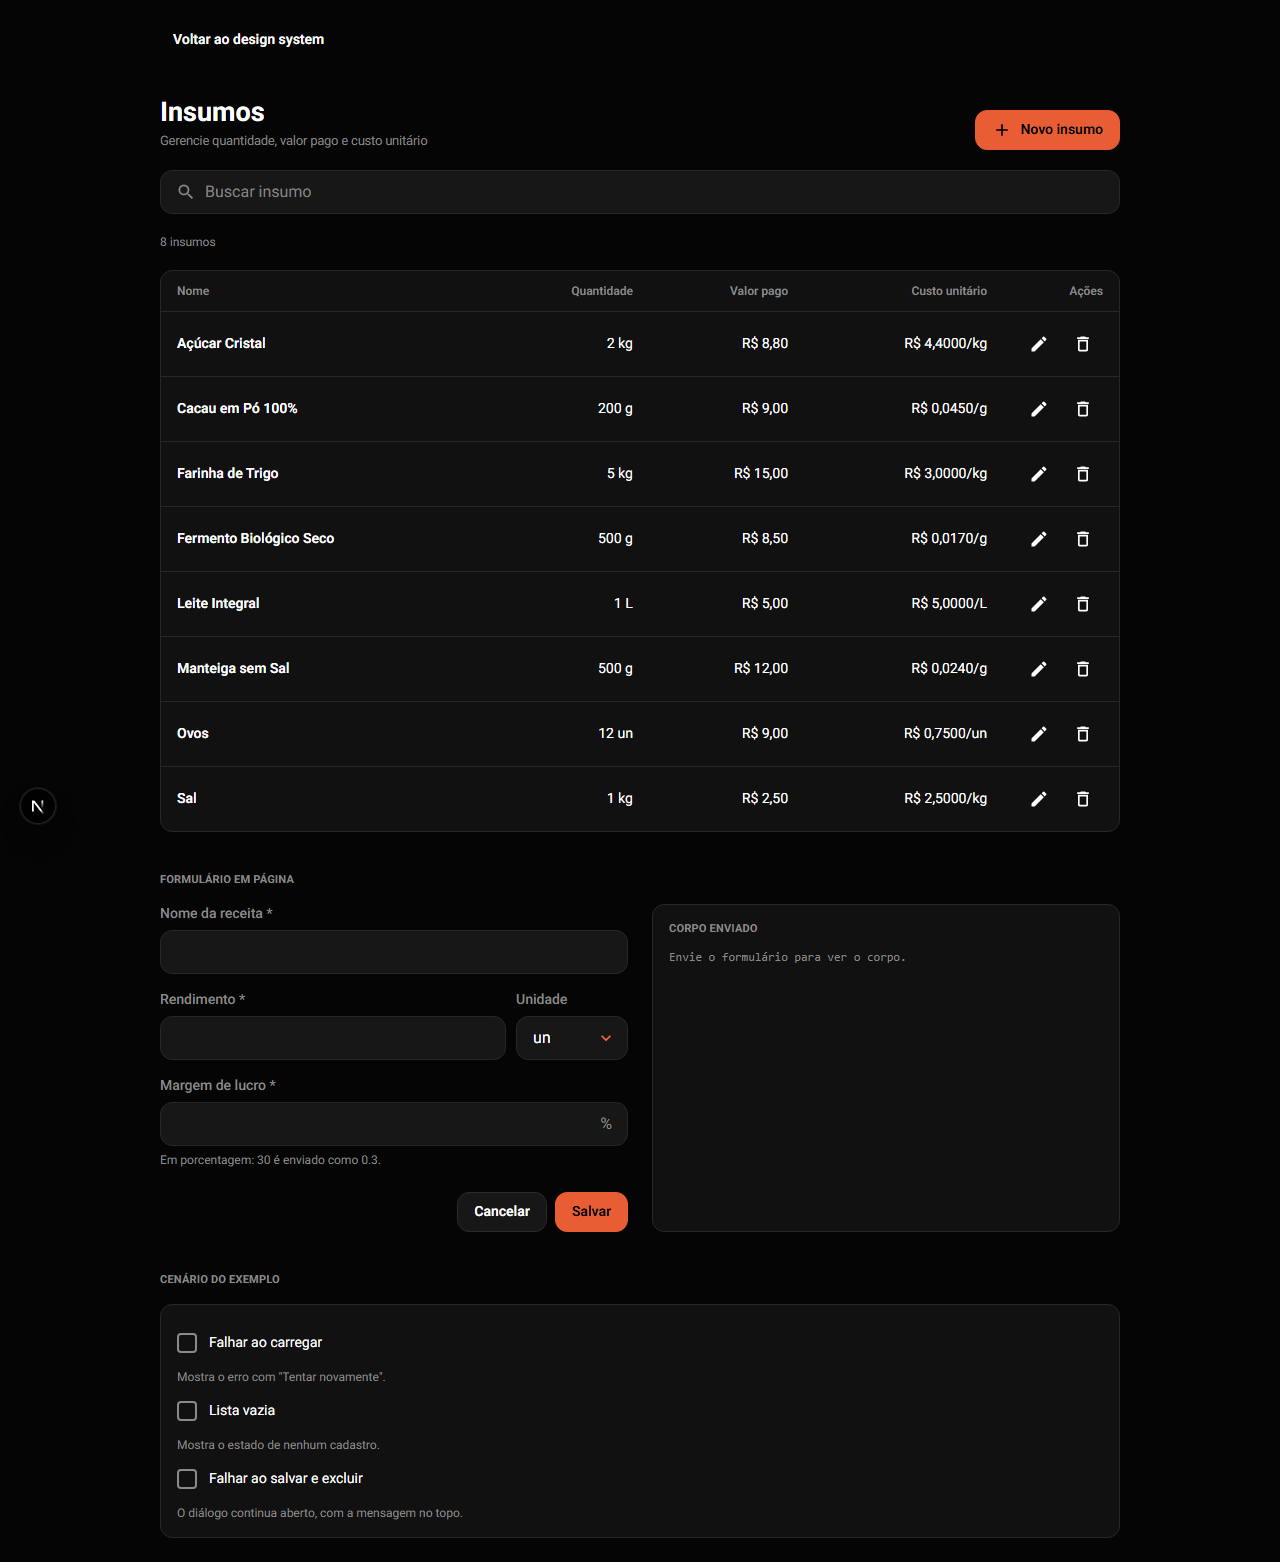 Voltar ao design system
Insumos
Gerencie quantidade, valor pago e custo unitário
Novo insumo
Buscar insumo
8 insumos
Nome Quantidade Valor pago Custo unitário Ações
Açúcar Cristal 2 kg R$ 8,80 R$ 4,4000/kg
Cacau em Pó 100% 200 g R$ 9,00 R$ 0,0450/g
Farinha de Trigo 5 kg R$ 15,00 R$ 3,0000/kg
Fermento Biológico Seco 500 g R$ 8,50 R$ 0,0170/g
Leite Integral 1 L R$ 5,00 R$ 5,0000/L
Manteiga sem Sal 500 g R$ 12,00 R$ 0,0240/g
Ovos 12 un R$ 9,00 R$ 0,7500/un
Sal 1 kg R$ 2,50 R$ 2,5000/kg
N
FORMULÁRIO EM PÁGINA
Nome da receita *
Rendimento * Unidade
un
Margem de lucro *
%
Em porcentagem: 30 é enviado como 0.3.
Cancelar Salvar
CORPO ENVIADO
Envie o formulário para ver o corpo.
CENÁRIO DO EXEMPLO
Falhar ao carregar
Mostra o erro com "Tentar novamente".
Lista vazia
Mostra o estado de nenhum cadastro.
Falhar ao salvar e excluir
O diálogo continua aberto, com a mensagem no topo.